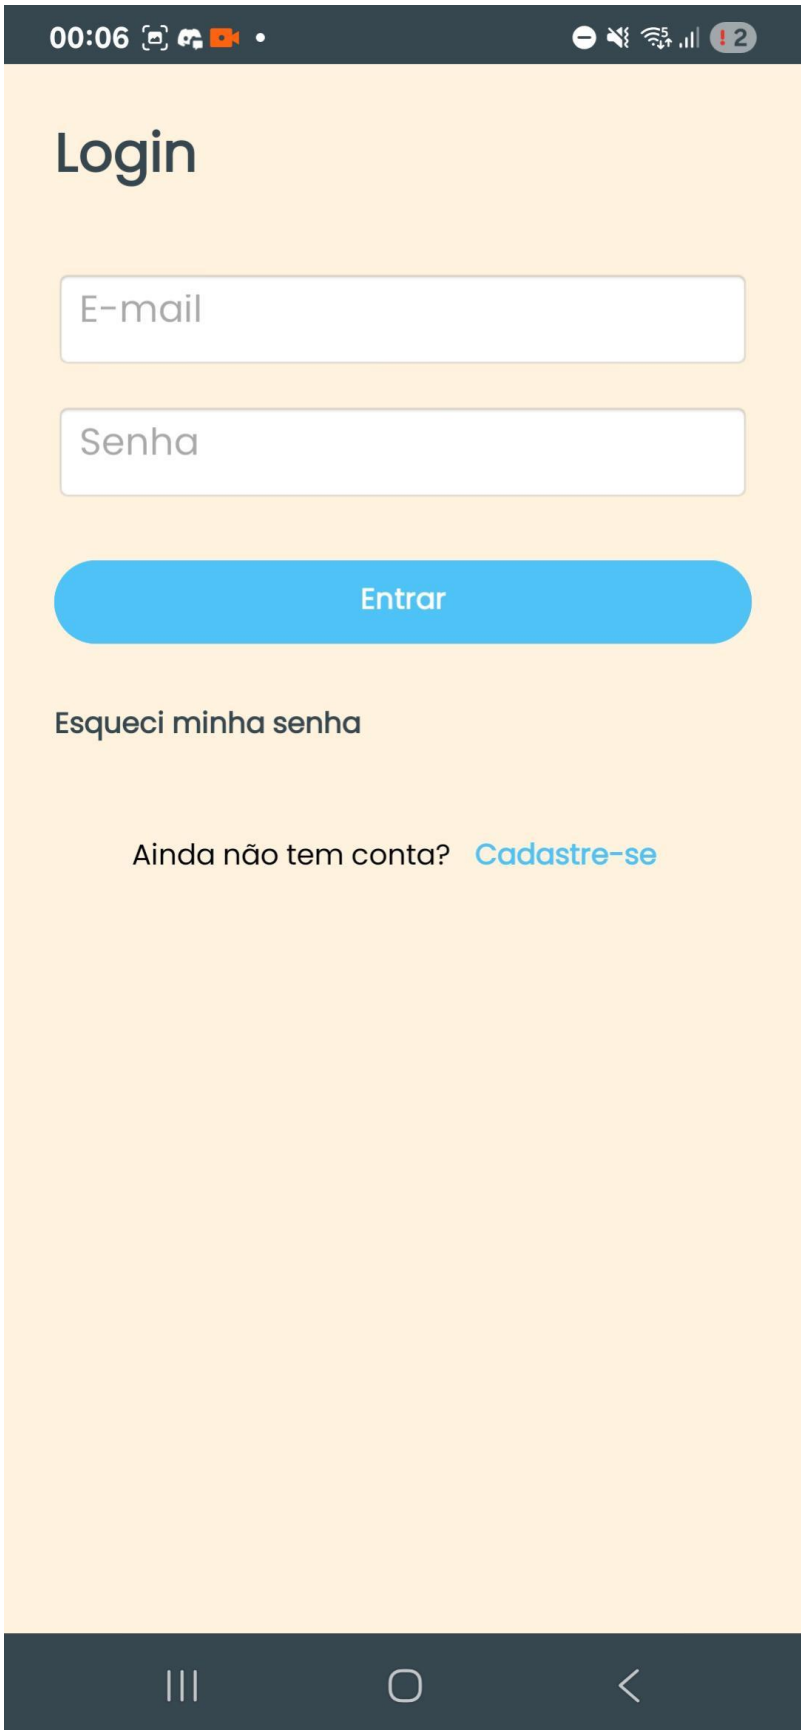 00:06
2
Login
E-mail
Senha
Entrar
Esqueci minha senha
Ainda não tem conta? Cadastre-se